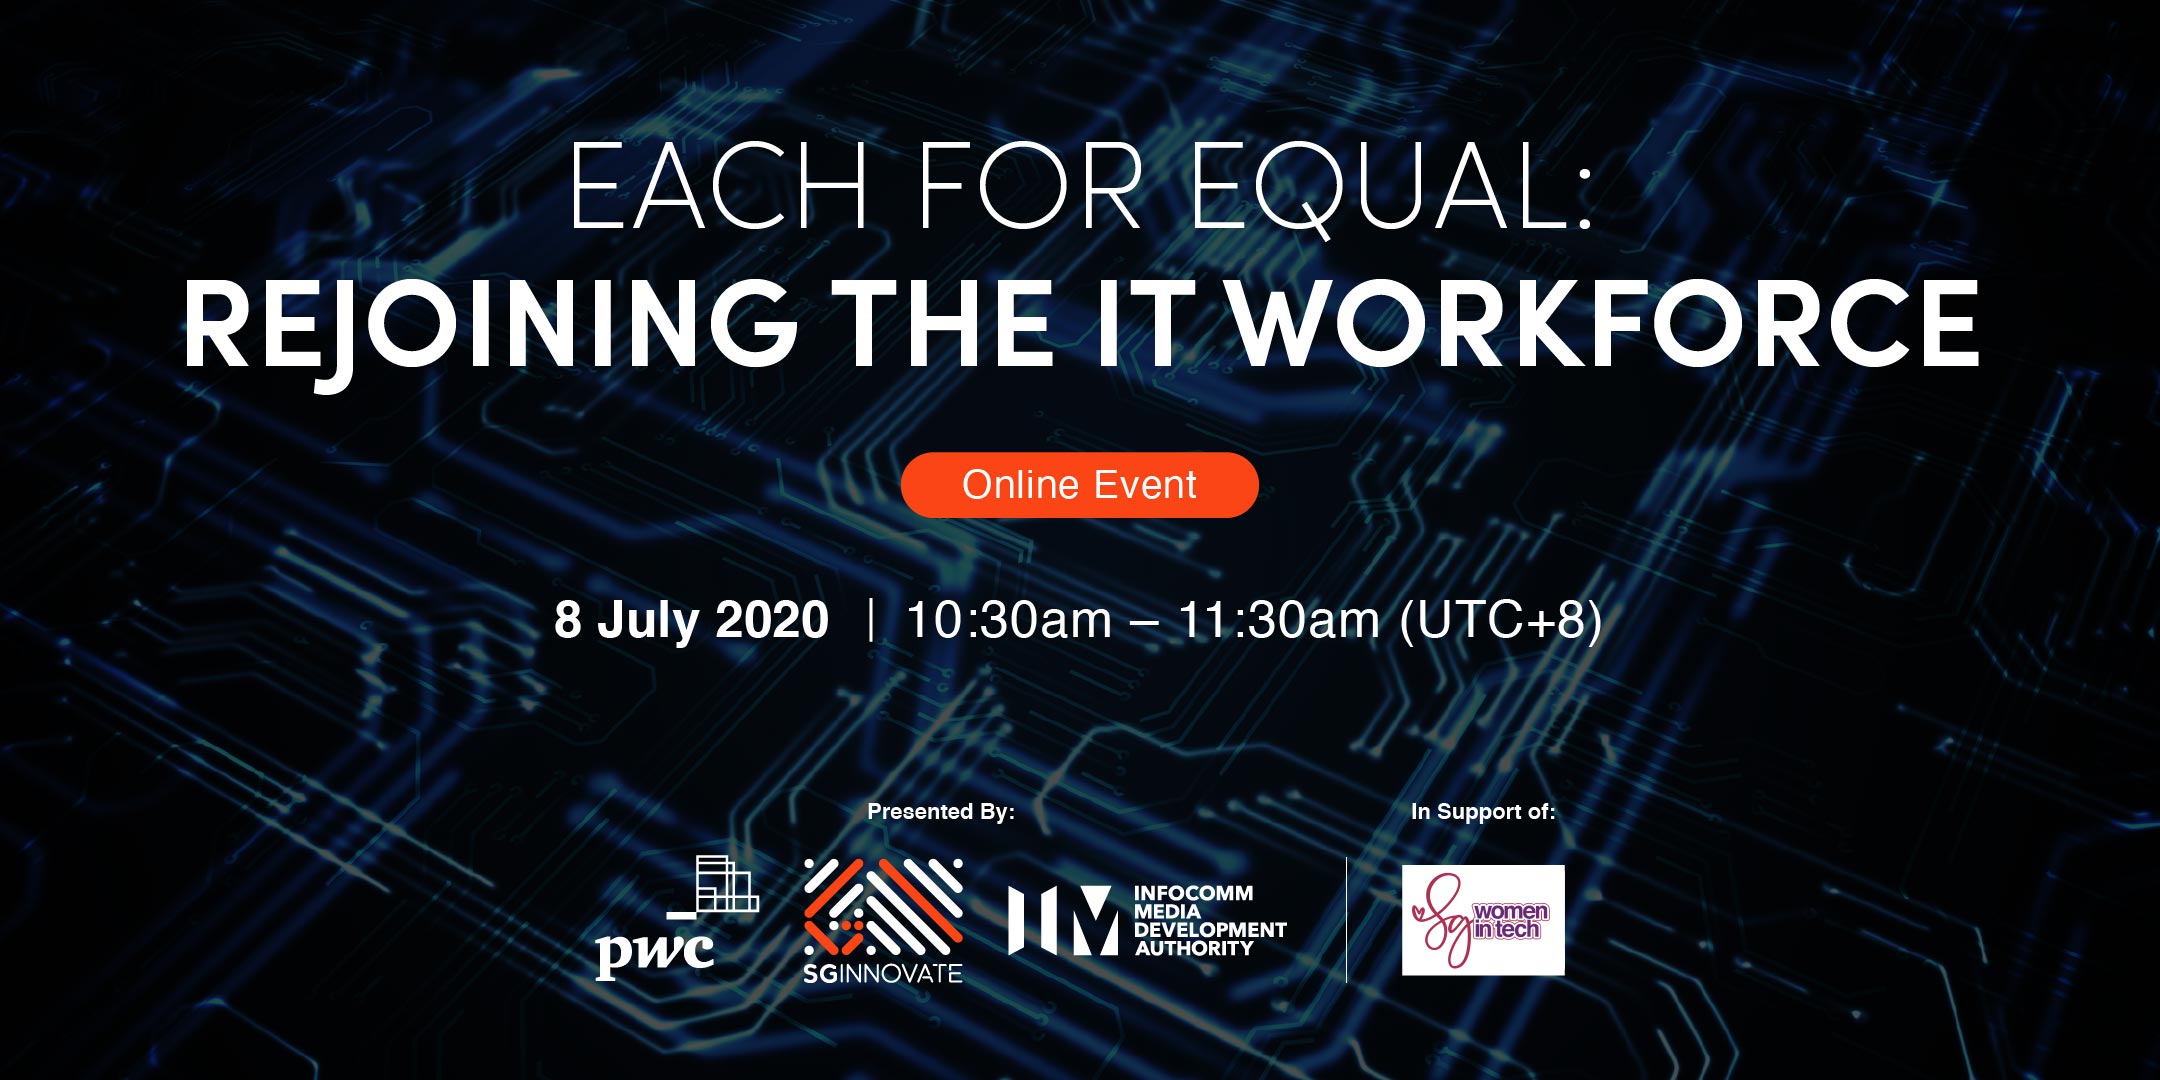 EACH FOR EQUAL:
REJOINING THE IT WORKFORCE
Online Event
8 July 2020 | 10:30am – 11:30am (UTC+8)
Presented By:
pwc
SGINNOVATE
INFOCOMM
MEDIA
DEVELOPMENT
AUTHORITY
In Support of:
Sg women
in tech